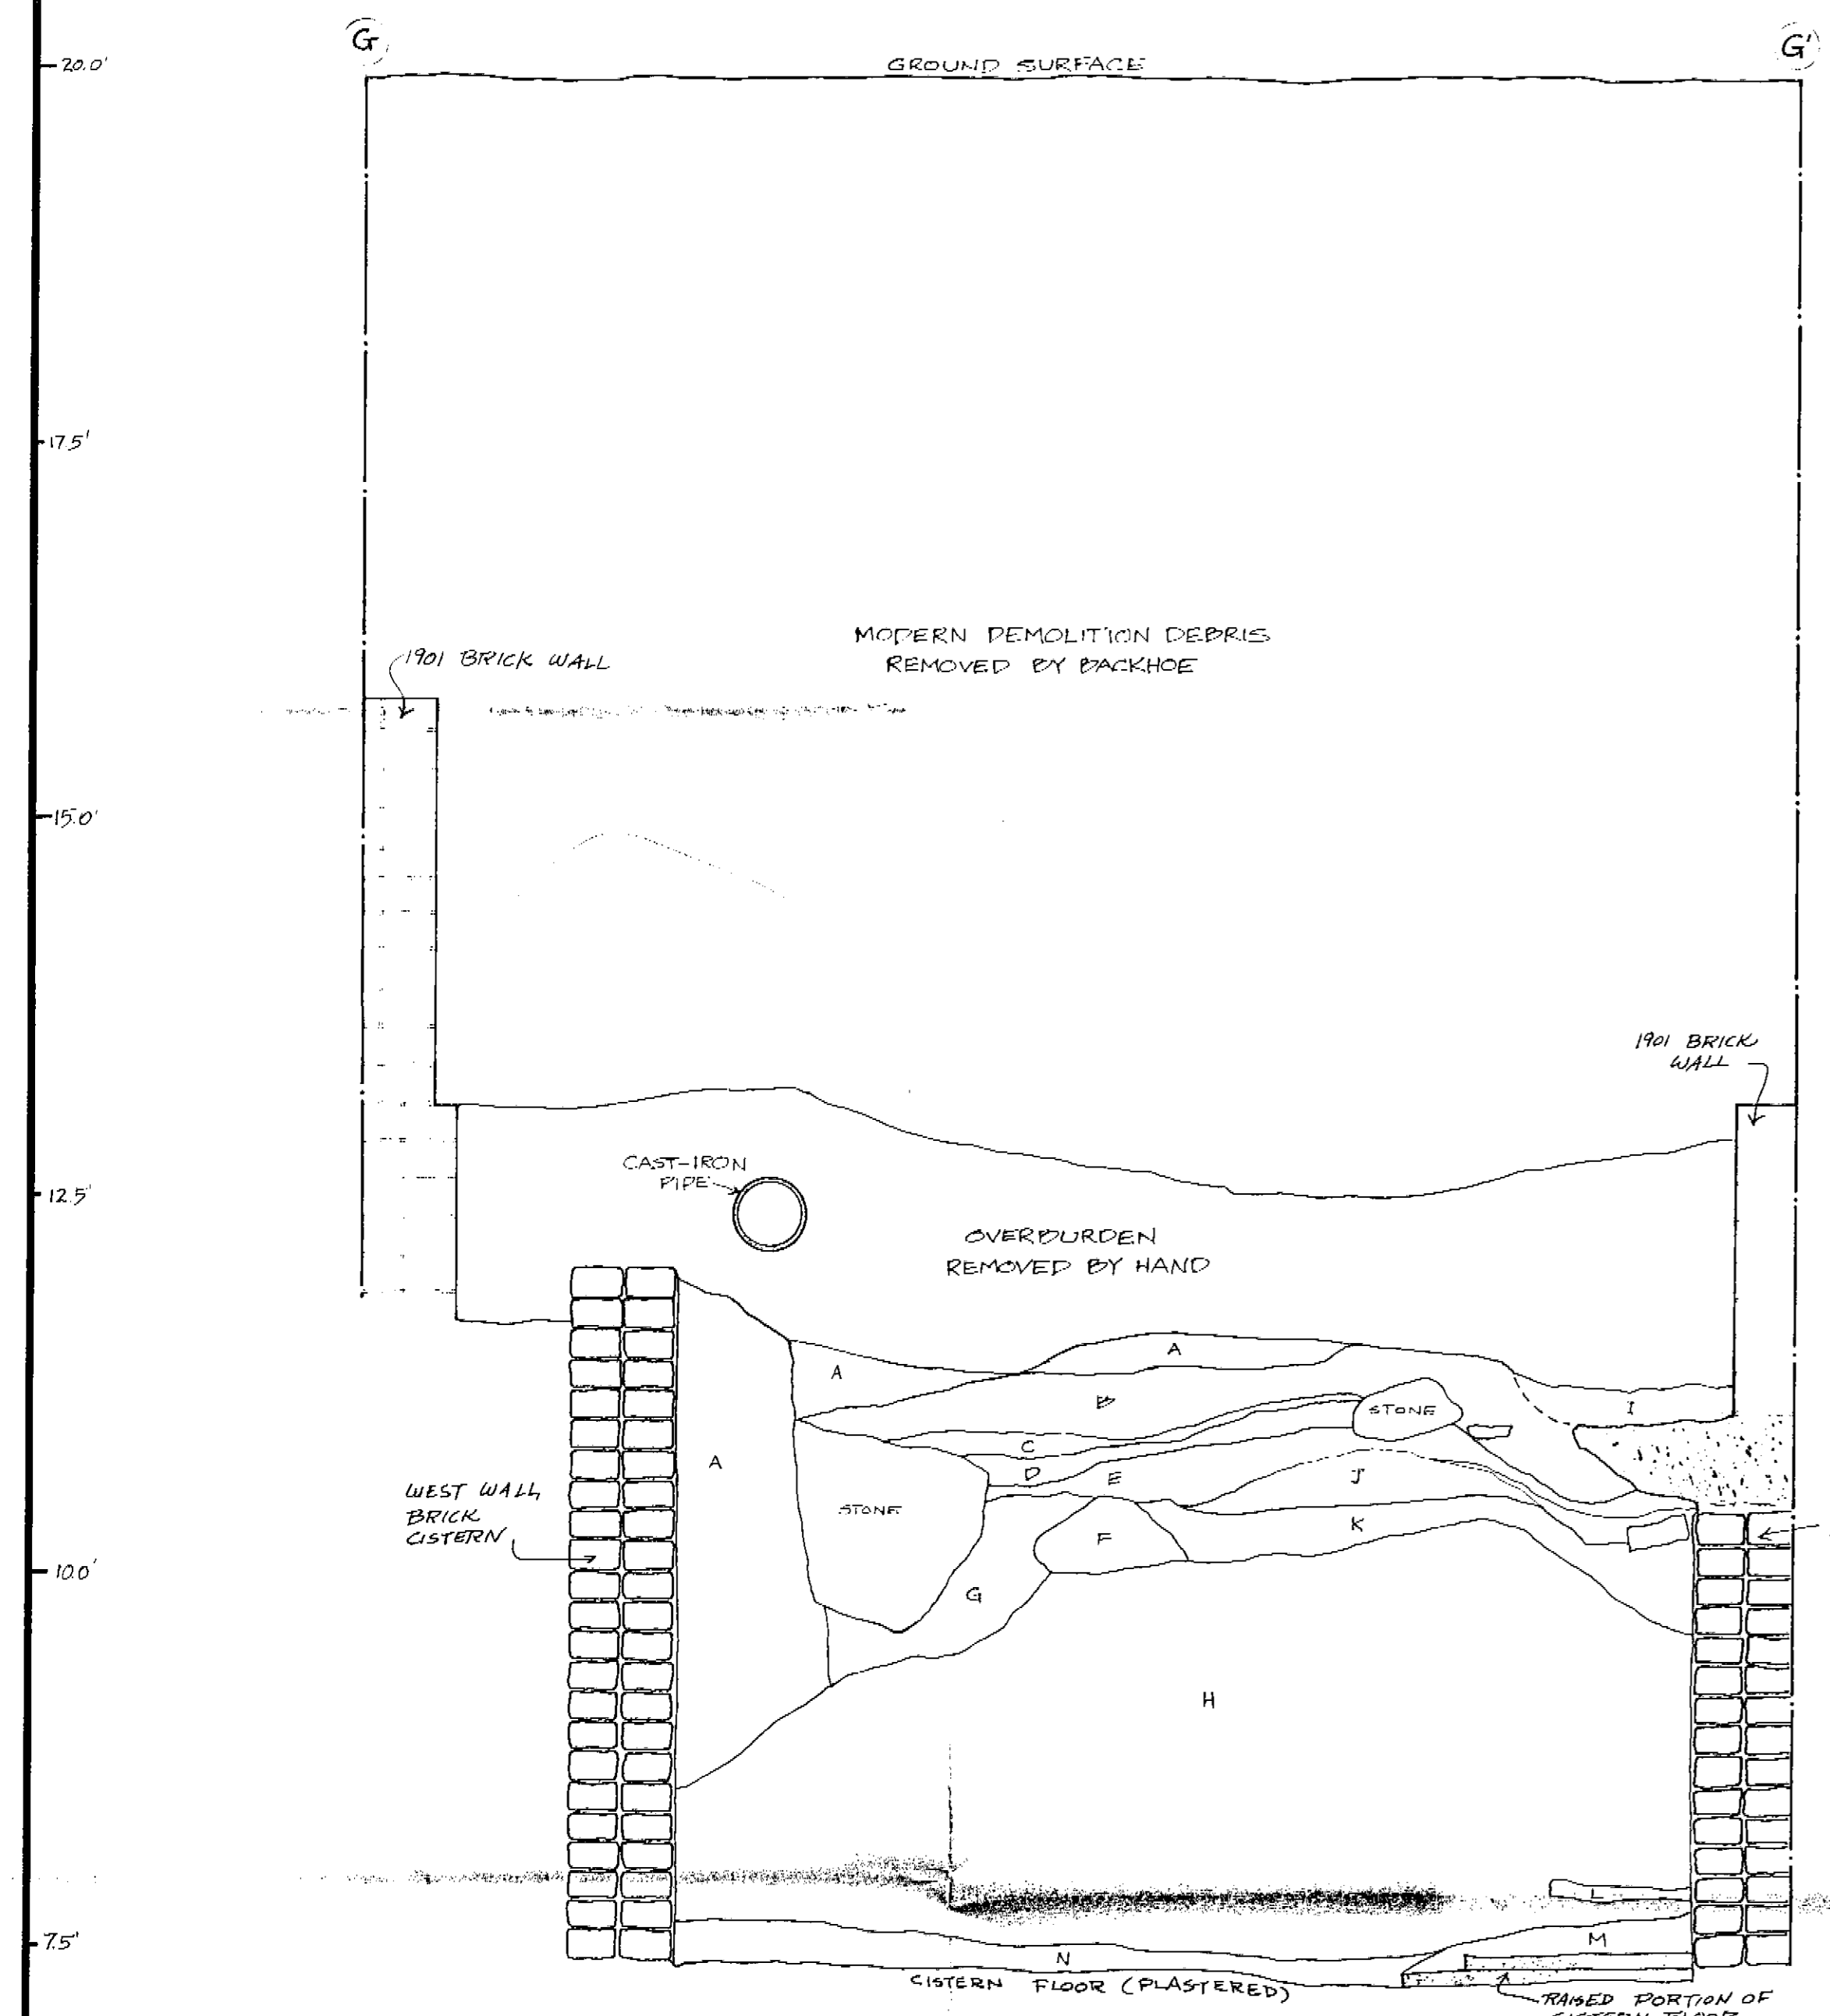 G
G'
20.0'
GROUND SURFACE
17.5'
MODERN DEMOLITION DEBRIS
REMOVED BY BACKHOE
1901 BRICK WALL
15.0'
1901 BRICK
WALL
CAST-IRON
PIPE
12.5'
OVERBURDEN
REMOVED BY HAND
A
A
B
STONE
I
C
A
D
E
J
WEST WALL
BRICK
CISTERN
STONE
K
F
10.0'
G
H
L
7.5'
M
N
CISTERN FLOOR (PLASTERED)
RAISED PORTION OF
CISTERN FLOOR